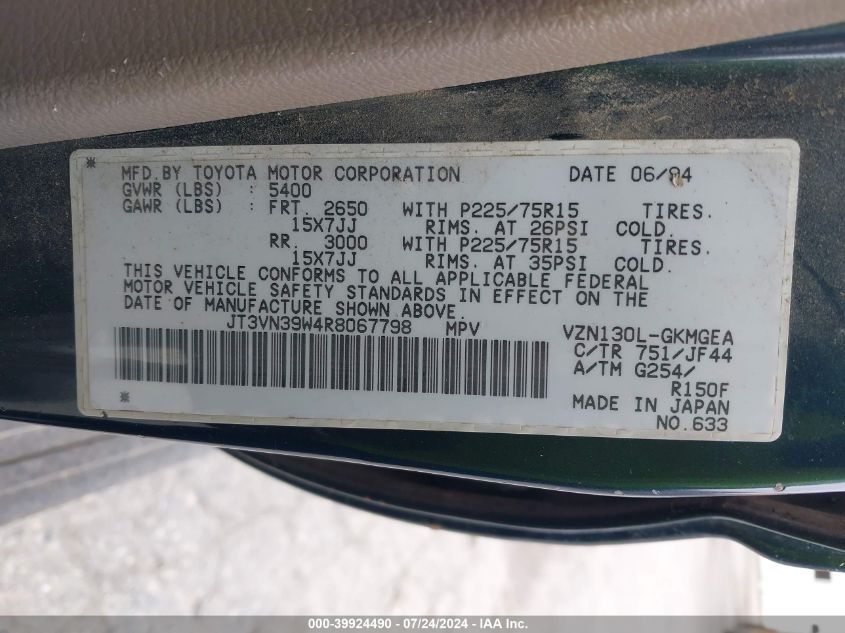 MFD.BY TOYOTA MOTOR CORPORATION DATE 06/94
GVWR (LBS) : 5400
GAWR (LBS) : FRT. 2650 WITH P225/75R15 TIRES.
15X7JJ RIMS. AT 26PSI COLD.
RR. 3000 WITH P225/75R15 TIRES.
15X7JJ RIMS. AT 35PSI COLD.
THIS VEHICLE CONFORMS TO ALL APPLICABLE FEDERAL
MOTOR VEHICLE SAFETY STANDARDS IN EFFECT ON THE
DATE OF MANUFACTURE SHOWN ABOVE.
JT3VN39W4R8067798 MPV VZN130L-GKMGEA
C/TR 751/JF44
A/TM G254/
R150F
MADE IN JAPAN
NO.633
000-39924490 - 07/24/2024 - IAA Inc.